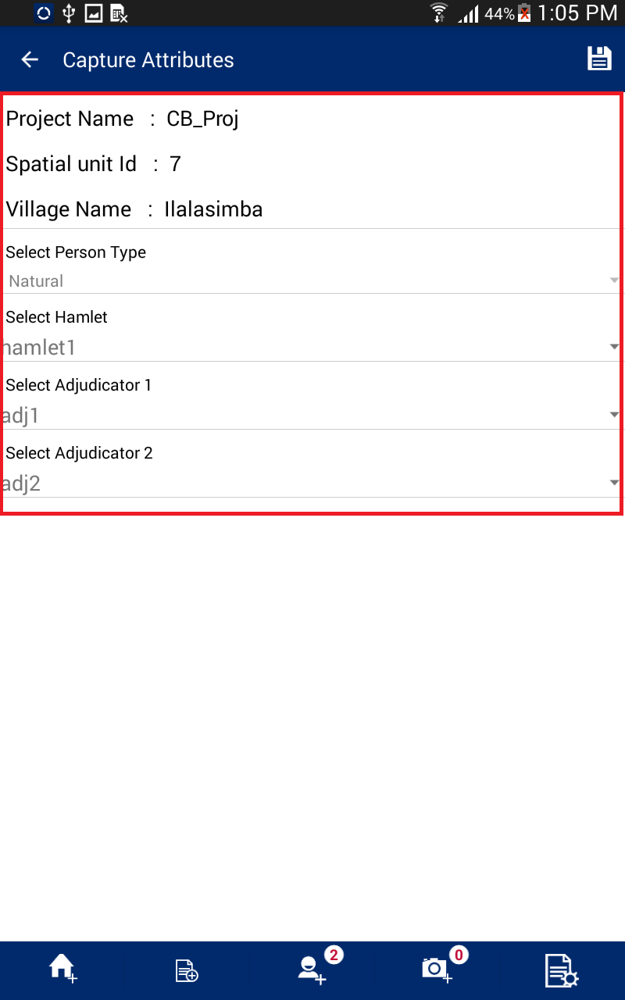 44% 1:05 PM
Capture Attributes
Project Name : CB_Proj
Spatial unit Id : 7
Village Name : Ilalasimba
Select Person Type
Natural
Select Hamlet
hamlet1
Select Adjudicator 1
adj1
Select Adjudicator 2
adj2
2 0